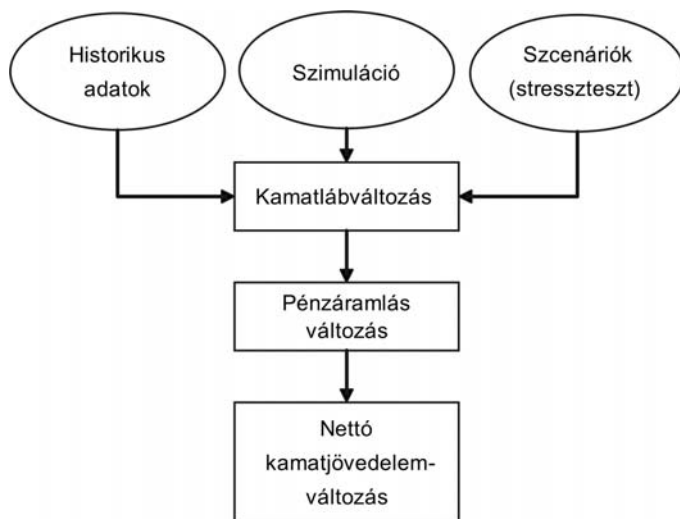 Historikus
adatok
Szimuláció
Szcenáriók
(stresszteszt)
Kamatlábváltozás
Pénzáramlás
változás
Nettó
kamatjövedelem-
változás